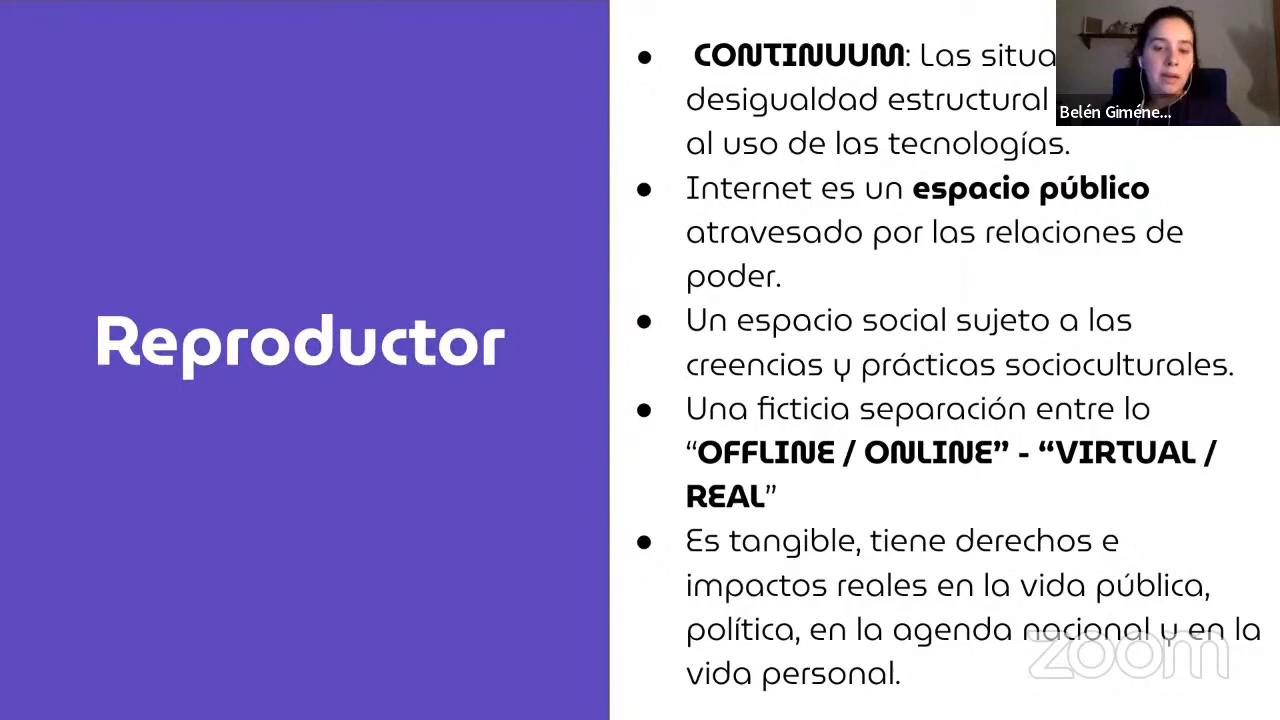 Reproductor
● CONTINUUM: Las situa
desigualdad estructural
al uso de las tecnologías.
● Internet es un espacio público
atravesado por las relaciones de
poder.
● Un espacio social sujeto a las
creencias y prácticas socioculturales.
● Una ficticia separación entre lo
“OFFLINE / ONLINE” - “VIRTUAL /
REAL”
● Es tangible, tiene derechos e
impactos reales en la vida pública,
política, en la agenda nacional y en la
vida personal.
Belén Giméne...
zoom